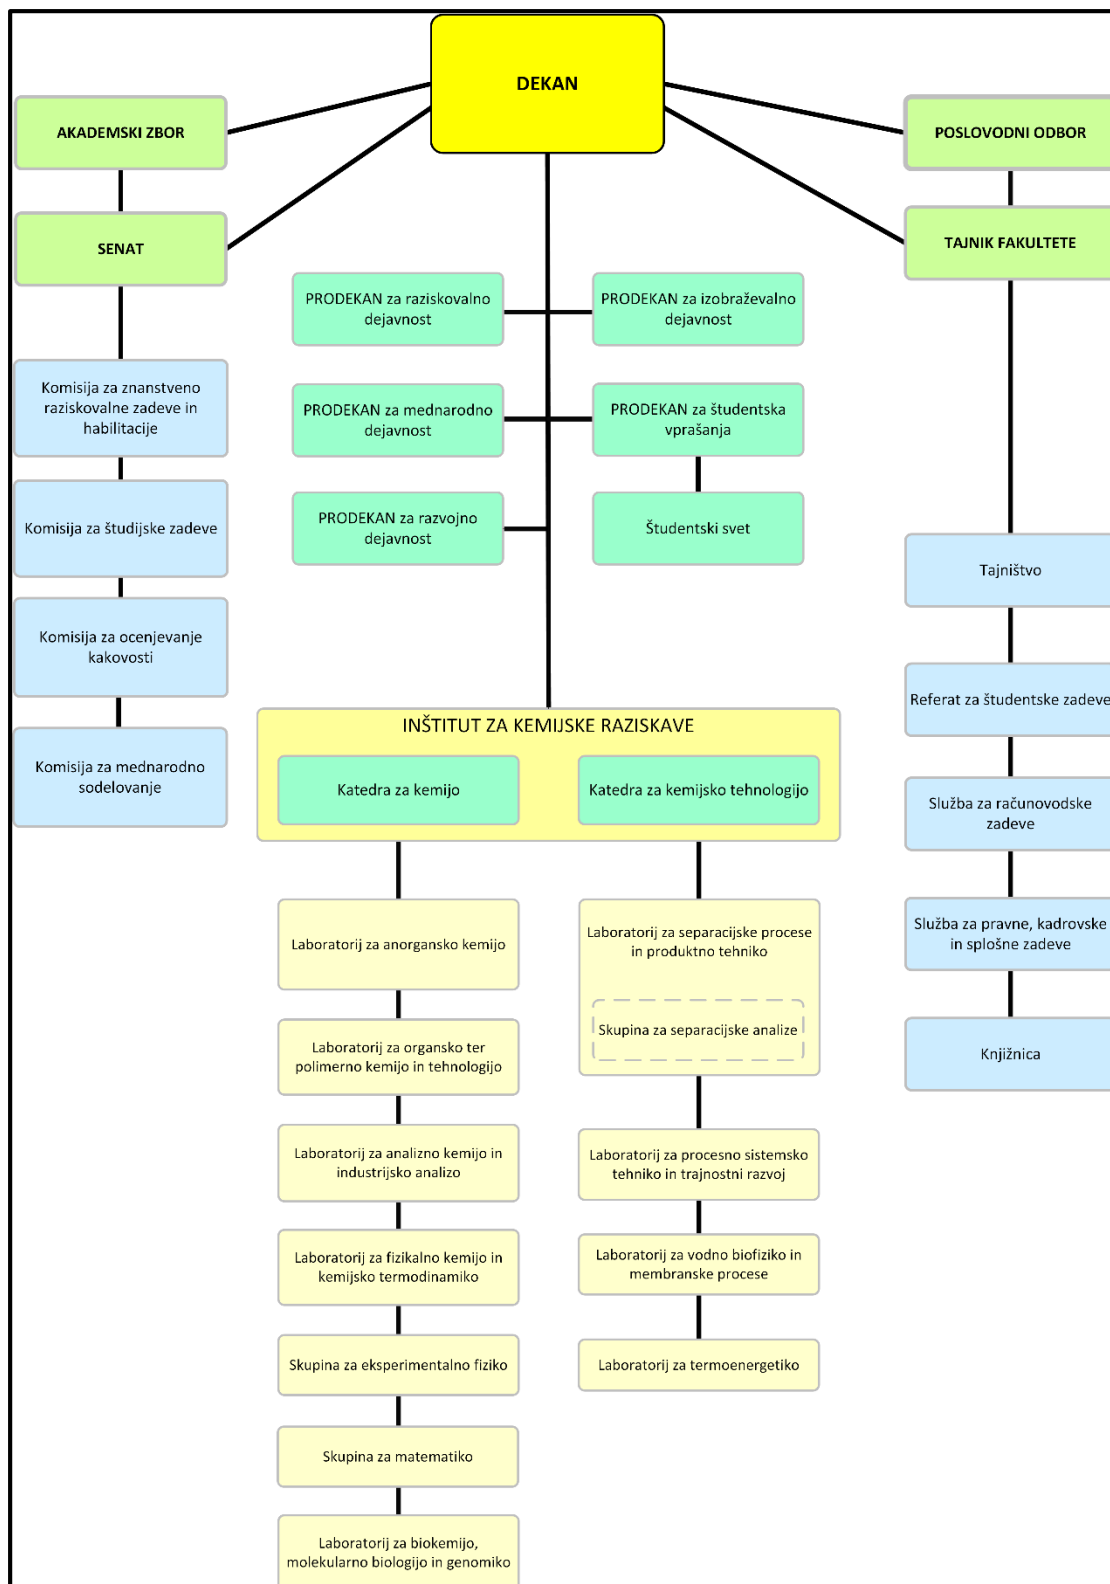 DEKAN
AKADEMSKI ZBOR
POSLOVODNI ODBOR
SENAT
TAJNIK FAKULTETE
PRODEKAN za raziskovalno
dejavnost
PRODEKAN za izobraževalno
dejavnost
Komisija za znanstveno
raziskovalne zadeve in
habilitacije
PRODEKAN za mednarodno
dejavnost
PRODEKAN za študentska
vprašanja
Komisija za študijske zadeve
PRODEKAN za razvojno
dejavnost
Študentski svet
Tajništvo
Komisija za ocenjevanje
kakovosti
Referat za študentske zadeve
INŠTITUT ZA KEMIJSKE RAZISKAVE
Komisija za mednarodno
sodelovanje
Katedra za kemijo
Katedra za kemijsko tehnologijo
Služba za računovodske
zadeve
Laboratorij za anorgansko kemijo
Laboratorij za separacijske procese
in produktno tehniko
Skupina za separacijske analize
Služba za pravne, kadrovske
in splošne zadeve
Laboratorij za organsko ter
polimerno kemijo in tehnologijo
Knjižnica
Laboratorij za analizno kemijo in
industrijsko analizo
Laboratorij za procesno sistemsko
tehniko in trajnostni razvoj
Laboratorij za fizikalno kemijo in
kemijsko termodinamiko
Laboratorij za vodno biofiziko in
membranske procese
Skupina za eksperimentalno fiziko
Laboratorij za termoenergetiko
Skupina za matematiko
Laboratorij za biokemijo,
molekularno biologijo in genomiko